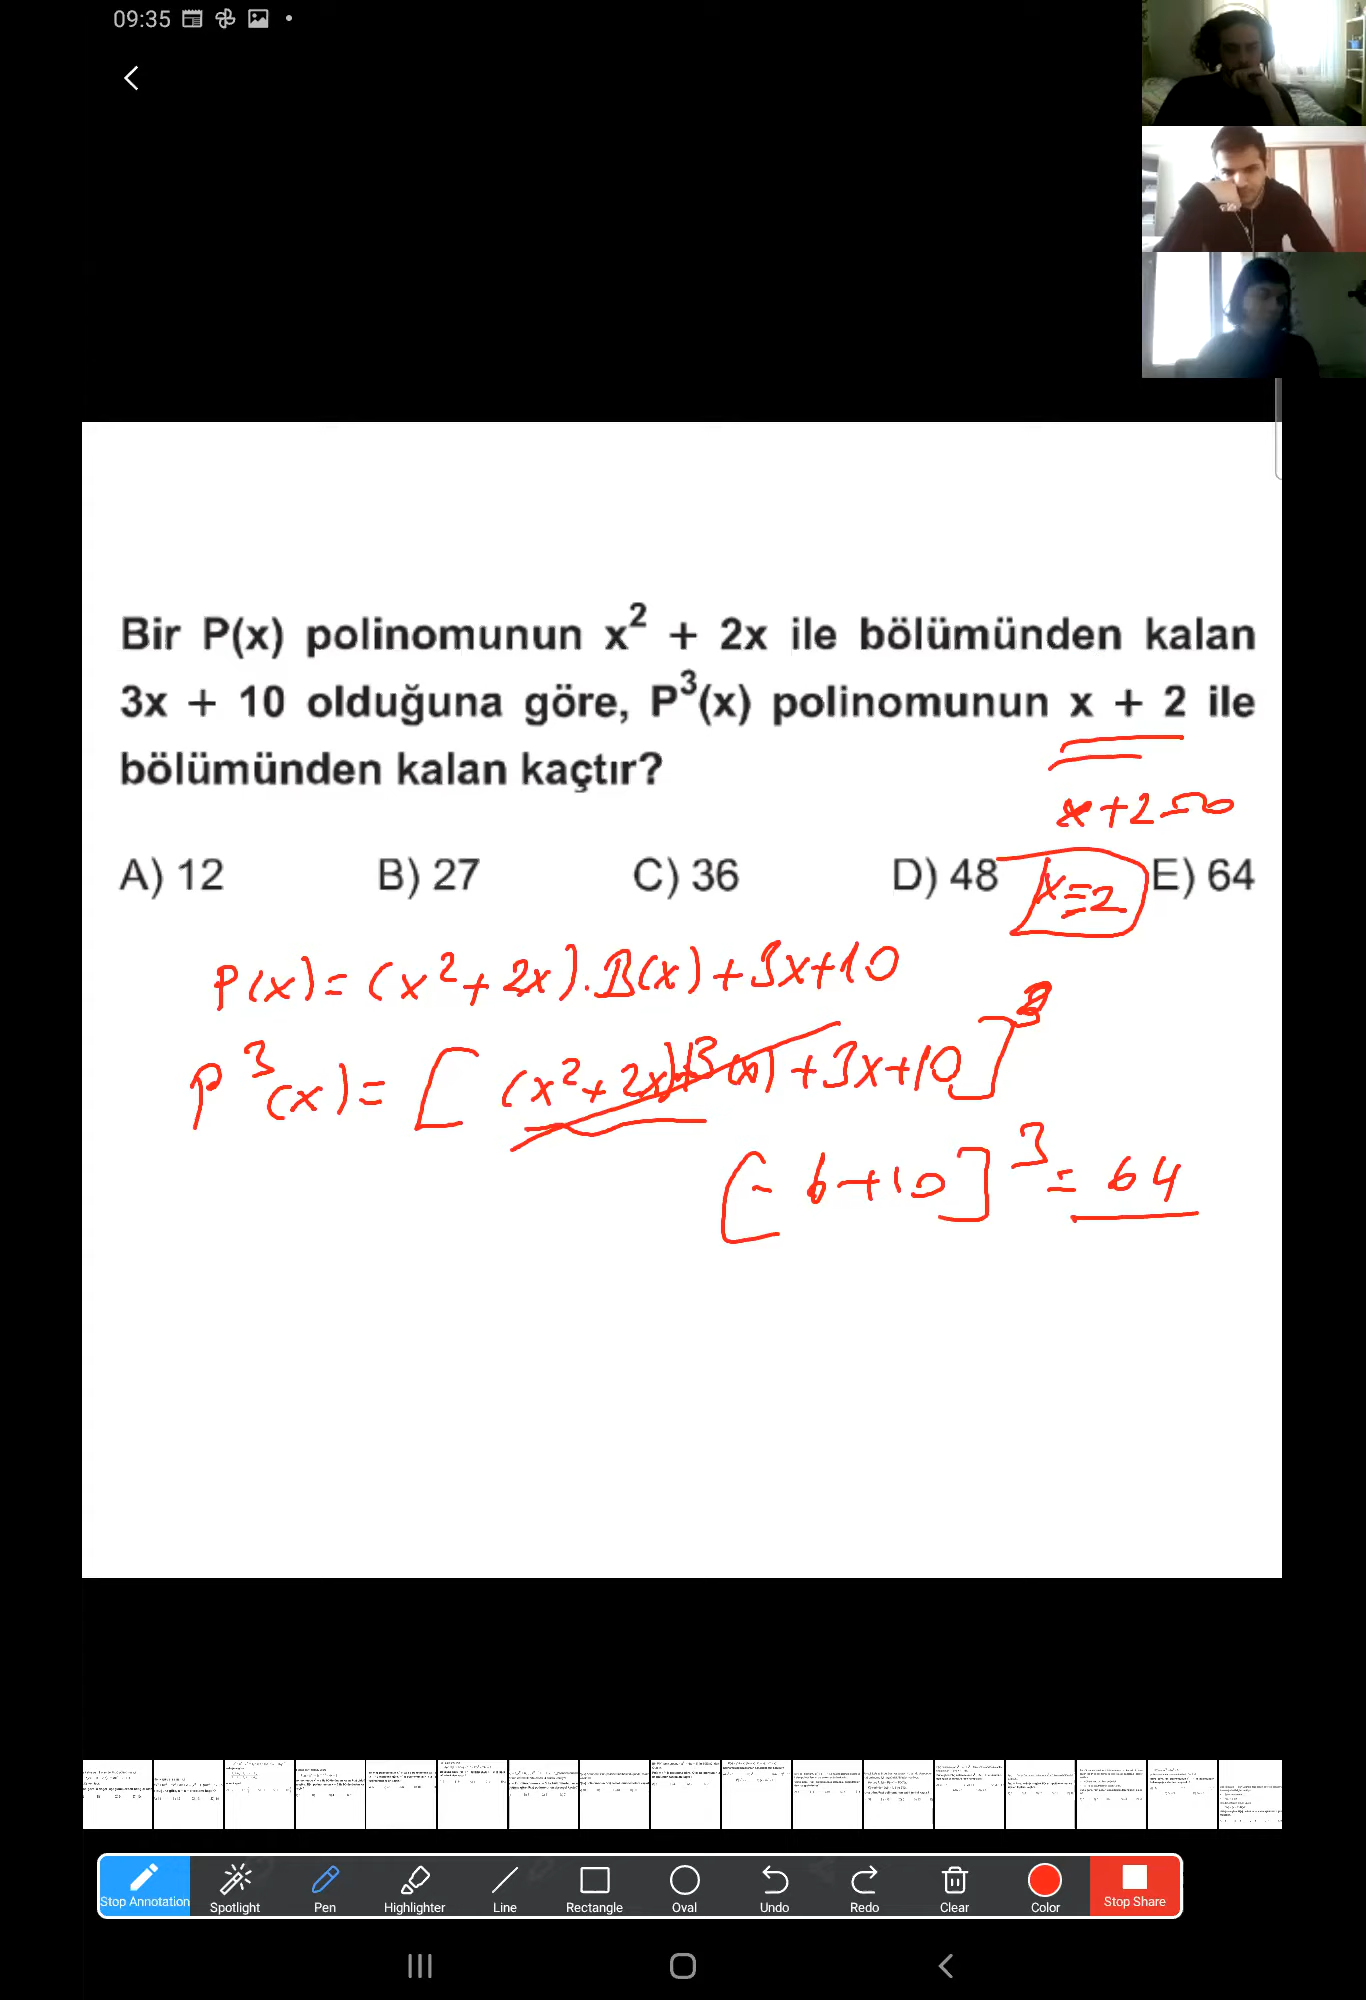 09:35
Bir P(x) polinomunun x² + 2x ile bölümünden kalan
3x + 10 olduğuna göre, P³(x) polinomunun x + 2 ile
bölümünden kalan kaçtır?
x+2=0
A) 12 B) 27 C) 36 D) 48 E) 64
x=2
P(x)=(x²+2x).B(x)+3x+10
P³(x)=[(x²+2x)B(x)+3x+10]³
[-6+10]³=64
Stop Annotation Spotlight Pen Highlighter Line Rectangle Oval Undo Redo Clear Color Stop Share